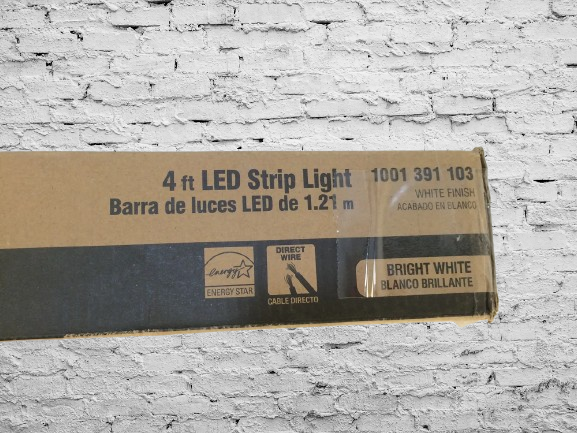 4 ft LED Strip Light
Barra de luces LED de 1.21 m
1001 391 103
WHITE FINISH
ACABADO EN BLANCO
energy
ENERGY STAR
DIRECT
WIRE
CABLE DIRECTO
BRIGHT WHITE
BLANCO BRILLANTE